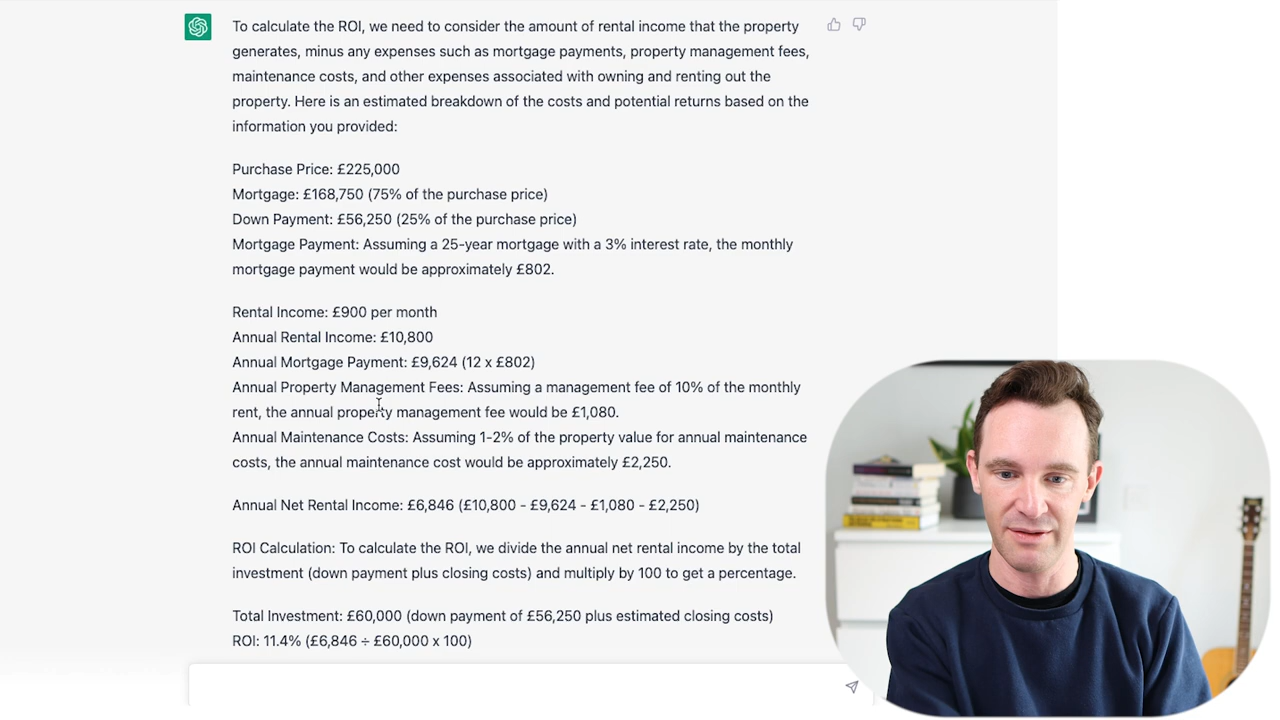 To calculate the ROI, we need to consider the amount of rental income that the property
generates, minus any expenses such as mortgage payments, property management fees,
maintenance costs, and other expenses associated with owning and renting out the
property. Here is an estimated breakdown of the costs and potential returns based on the
information you provided:
Purchase Price: £225,000
Mortgage: £168,750 (75% of the purchase price)
Down Payment: £56,250 (25% of the purchase price)
Mortgage Payment: Assuming a 25-year mortgage with a 3% interest rate, the monthly
mortgage payment would be approximately £802.
Rental Income: £900 per month
Annual Rental Income: £10,800
Annual Mortgage Payment: £9,624 (12 x £802)
Annual Property Management Fees: Assuming a management fee of 10% of the monthly
rent, the annual property management fee would be £1,080.
Annual Maintenance Costs: Assuming 1-2% of the property value for annual maintenance
costs, the annual maintenance cost would be approximately £2,250.
Annual Net Rental Income: £6,846 (£10,800 - £9,624 - £1,080 - £2,250)
ROI Calculation: To calculate the ROI, we divide the annual net rental income by the total
investment (down payment plus closing costs) and multiply by 100 to get a percentage.
Total Investment: £60,000 (down payment of £56,250 plus estimated closing costs)
ROI: 11.4% (£6,846 ÷ £60,000 x 100)